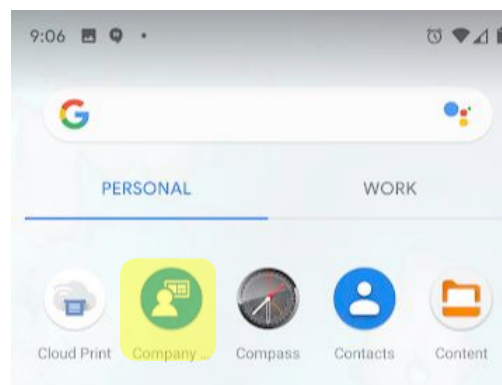 9:06
PERSONAL WORK
Cloud Print Company ... Compass Contacts Content